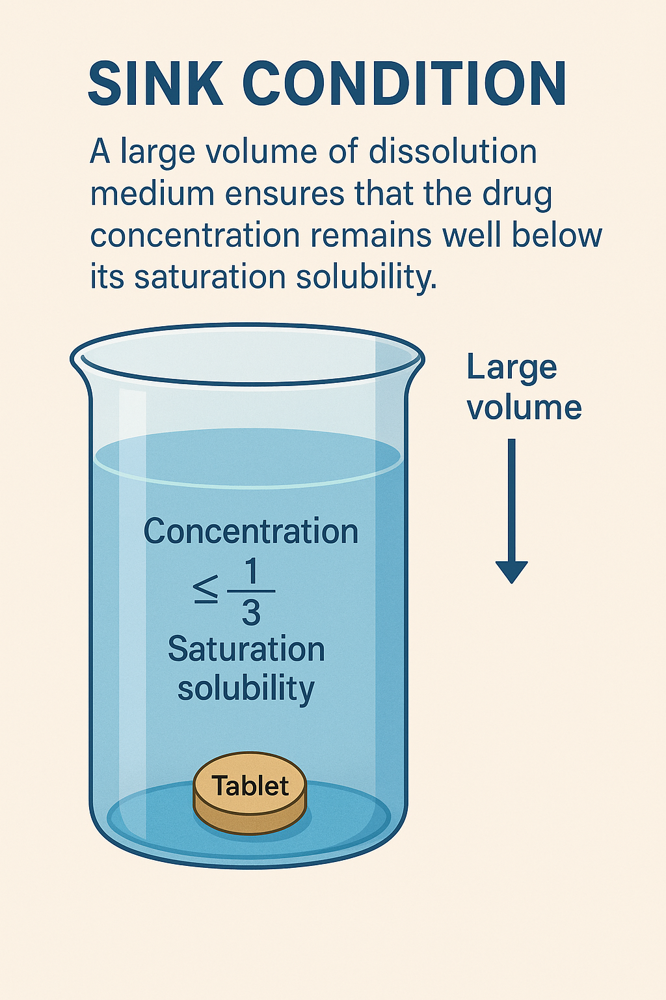 SINK CONDITION
A large volume of dissolution
medium ensures that the drug
concentration remains well below
its saturation solubility.
Large
volume
Concentration
≤ 1/3
Saturation
solubility
Tablet